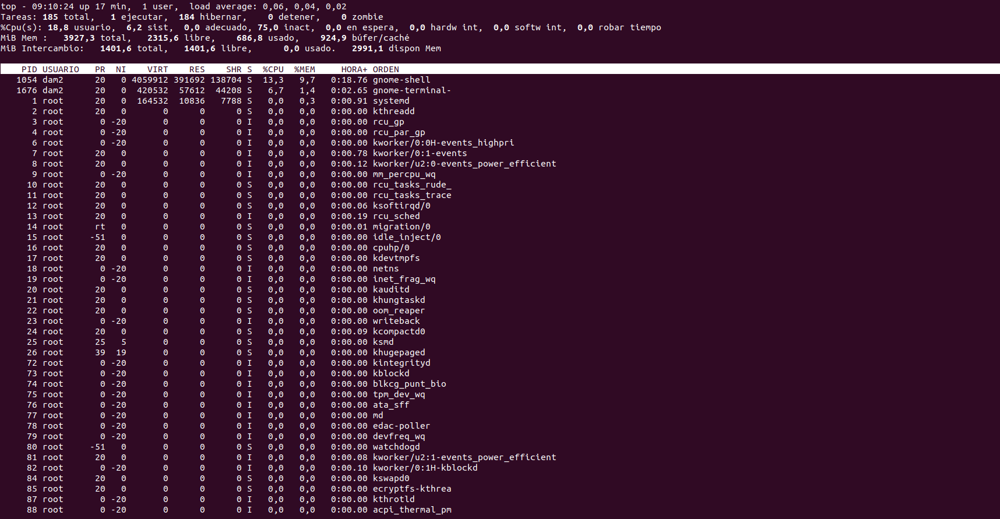 top - 09:10:24 up 17 min,  1 user,  load average: 0,06, 0,04, 0,02
Tareas: 185 total,   1 ejecutar, 184 hibernar,   0 detener,   0 zombie
%Cpu(s): 18,8 usuario,  6,2 sist,  0,0 adecuado, 75,0 inact,  0,0 en espera,  0,0 hardw int,  0,0 softw int,  0,0 robar tiempo
MiB Mem :   3927,3 total,   2315,6 libre,    686,8 usado,    924,9 búfer/caché
MiB Intercambio:   1401,6 total,   1401,6 libre,      0,0 usado.   2991,1 dispon Mem
PID USUARIO   PR  NI    VIRT    RES    SHR S  %CPU  %MEM     HORA+ ORDEN
1054 dam2      20   0 4059912 391692 138704 S  13,3   9,7   0:18.76 gnome-shell
1676 dam2      20   0  420532  57612  44208 S   6,7   1,4   0:02.65 gnome-terminal-
1 root      20   0  164532  10836   7788 S   0,0   0,3   0:00.91 systemd
2 root      20   0       0      0      0 S   0,0   0,0   0:00.00 kthreadd
3 root       0 -20       0      0      0 I   0,0   0,0   0:00.00 rcu_gp
4 root       0 -20       0      0      0 I   0,0   0,0   0:00.00 rcu_par_gp
6 root       0 -20       0      0      0 I   0,0   0,0   0:00.00 kworker/0:0H-events_highpri
7 root      20   0       0      0      0 I   0,0   0,0   0:00.78 kworker/0:1-events
8 root      20   0       0      0      0 I   0,0   0,0   0:00.12 kworker/u2:0-events_power_efficient
9 root       0 -20       0      0      0 I   0,0   0,0   0:00.00 mm_percpu_wq
10 root      20   0       0      0      0 S   0,0   0,0   0:00.00 rcu_tasks_rude_
11 root      20   0       0      0      0 S   0,0   0,0   0:00.00 rcu_tasks_trace
12 root      20   0       0      0      0 S   0,0   0,0   0:00.06 ksoftirqd/0
13 root      20   0       0      0      0 I   0,0   0,0   0:00.19 rcu_sched
14 root      rt   0       0      0      0 S   0,0   0,0   0:00.01 migration/0
15 root     -51   0       0      0      0 S   0,0   0,0   0:00.00 idle_inject/0
16 root      20   0       0      0      0 S   0,0   0,0   0:00.00 cpuhp/0
17 root      20   0       0      0      0 S   0,0   0,0   0:00.00 kdevtmpfs
18 root       0 -20       0      0      0 I   0,0   0,0   0:00.00 netns
19 root       0 -20       0      0      0 I   0,0   0,0   0:00.00 inet_frag_wq
20 root      20   0       0      0      0 S   0,0   0,0   0:00.00 kauditd
21 root      20   0       0      0      0 S   0,0   0,0   0:00.00 khungtaskd
22 root      20   0       0      0      0 S   0,0   0,0   0:00.00 oom_reaper
23 root       0 -20       0      0      0 I   0,0   0,0   0:00.00 writeback
24 root      20   0       0      0      0 S   0,0   0,0   0:00.09 kcompactd0
25 root      25   5       0      0      0 S   0,0   0,0   0:00.00 ksmd
26 root      39  19       0      0      0 S   0,0   0,0   0:00.00 khugepaged
72 root       0 -20       0      0      0 I   0,0   0,0   0:00.00 kintegrityd
73 root       0 -20       0      0      0 I   0,0   0,0   0:00.00 kblockd
74 root       0 -20       0      0      0 I   0,0   0,0   0:00.00 blkcg_punt_bio
75 root       0 -20       0      0      0 I   0,0   0,0   0:00.00 tpm_dev_wq
76 root       0 -20       0      0      0 I   0,0   0,0   0:00.00 ata_sff
77 root       0 -20       0      0      0 I   0,0   0,0   0:00.00 md
78 root       0 -20       0      0      0 I   0,0   0,0   0:00.00 edac-poller
79 root       0 -20       0      0      0 I   0,0   0,0   0:00.00 devfreq_wq
80 root     -51   0       0      0      0 S   0,0   0,0   0:00.00 watchdogd
81 root      20   0       0      0      0 I   0,0   0,0   0:00.08 kworker/u2:1-events_power_efficient
82 root       0 -20       0      0      0 I   0,0   0,0   0:00.10 kworker/0:1H-kblockd
84 root      20   0       0      0      0 S   0,0   0,0   0:00.00 kswapd0
85 root      20   0       0      0      0 S   0,0   0,0   0:00.00 ecryptfs-kthrea
87 root       0 -20       0      0      0 I   0,0   0,0   0:00.00 kthrotld
88 root       0 -20       0      0      0 I   0,0   0,0   0:00.00 acpi_thermal_pm